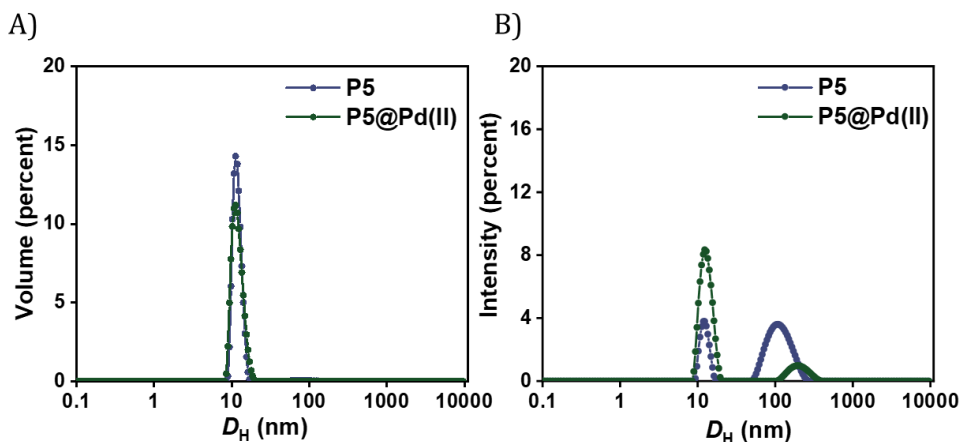 A)
20
15
10
5
0
Volume (percent)
P5
P5@Pd(II)
0.1 1 10 100 1000 10000
D_H (nm)
B)
20
16
12
8
4
0
Intensity (percent)
P5
P5@Pd(II)
0.1 1 10 100 1000 10000
D_H (nm)